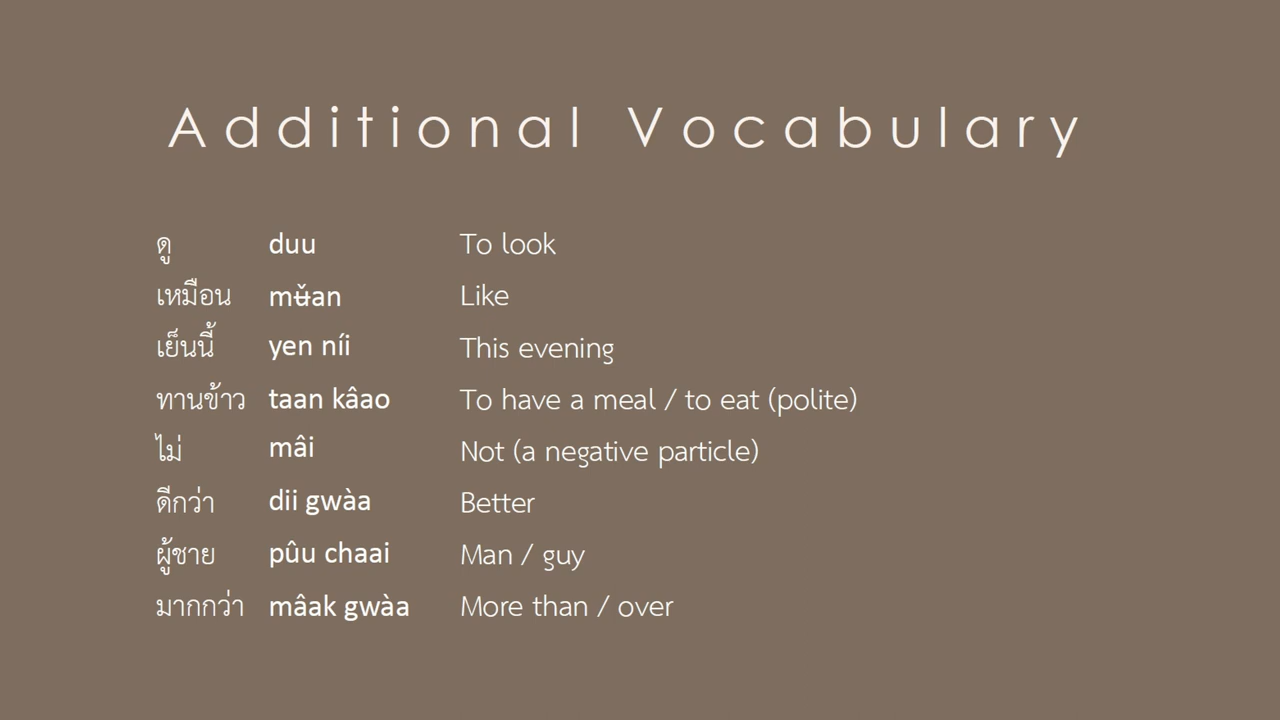 Additional Vocabulary
ดู duu To look
เหมือน mʉ̌an Like
เย็นนี้ yen níi This evening
ทานข้าว taan kâao To have a meal / to eat (polite)
ไม่ mâi Not (a negative particle)
ดีกว่า dii gwàa Better
ผู้ชาย pûu chaai Man / guy
มากกว่า mâak gwàa More than / over